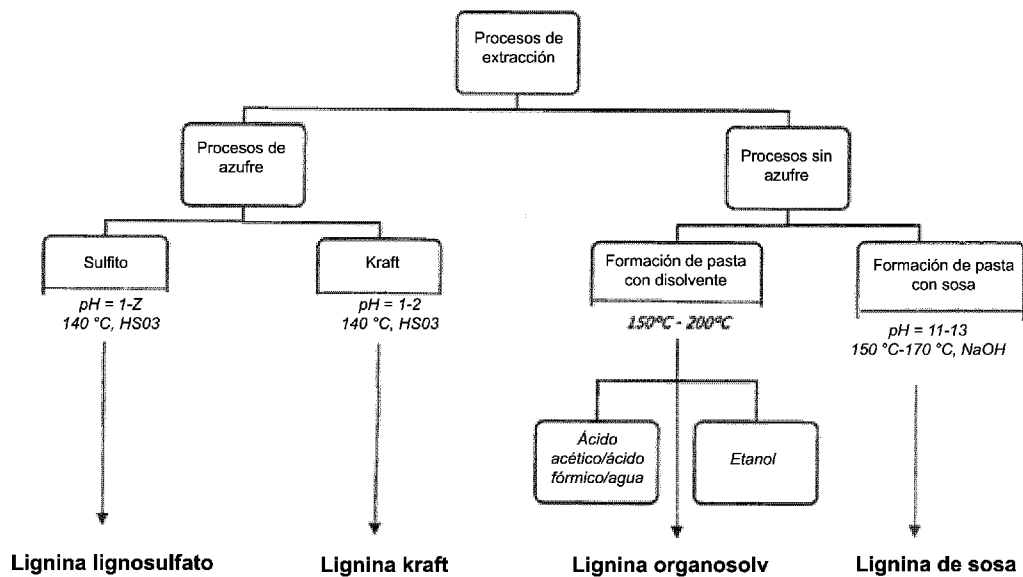 Procesos de
extracción
Procesos de
azufre
Procesos sin
azufre
Sulfito
Kraft
Formación de pasta
con disolvente
Formación de pasta
con sosa
pH = 1-Z
140 °C, HS03
pH = 1-2
140 °C, HS03
150ºC - 200ºC
pH = 11-13
150 °C-170 °C, NaOH
Ácido
acético/ácido
fórmico/agua
Etanol
Lignina lignosulfato
Lignina kraft
Lignina organosolv
Lignina de sosa